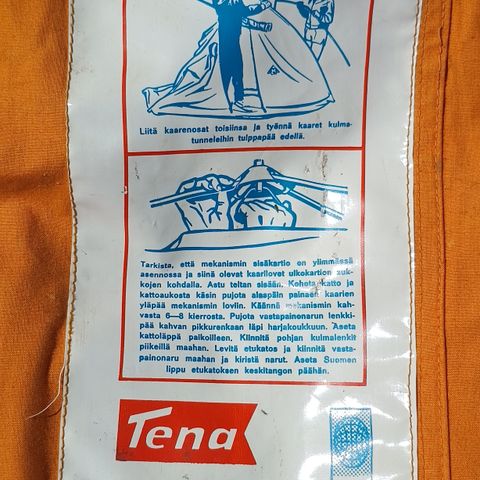 Liitä kaarenosat toisiinsa ja työnnä kaaret kulma-
tunneleihin tulppapää edellä.
Tarkista, että mekanismin sisäkartio on ylimmässä
asennossa ja siinä olevat kaarilovet ulkokartion auk-
kojen kohdalla. Astu teltan sisään. Kohota katto ja
kattoaukosta käsin pujota alaspäin painaen kaarien
yläpää mekanismin loviin. Käännä mekanismin kah-
vasta 6—8 kierrosta. Pujota vastapainonarun lenkki-
pää kahvan pikkurenkaan läpi harjakoukkuun. Aseta
kattoläppä paikoilleen. Kiinnitä pohjan kulmalenkit
piikeillä maahan. Levitä etukatos ja kiinnitä vasta-
painonaru maahan ja kiristä narut. Aseta Suomen
lippu etukatoksen keskitangon päähän.
Tena